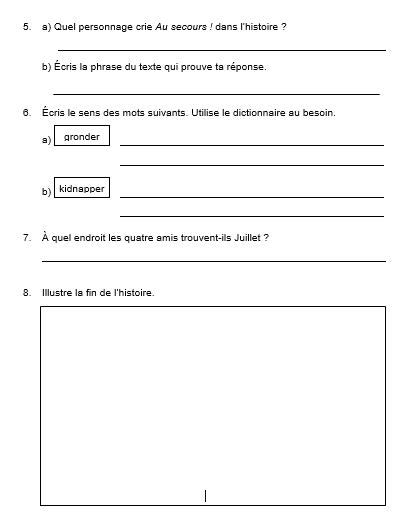 5. a) Quel personnage crie Au secours ! dans l'histoire ?
b) Écris la phrase du texte qui prouve ta réponse.
6. Écris le sens des mots suivants. Utilise le dictionnaire au besoin.
a) gronder
b) kidnapper
7. À quel endroit les quatre amis trouvent-ils Juillet ?
8. Illustre la fin de l'histoire.